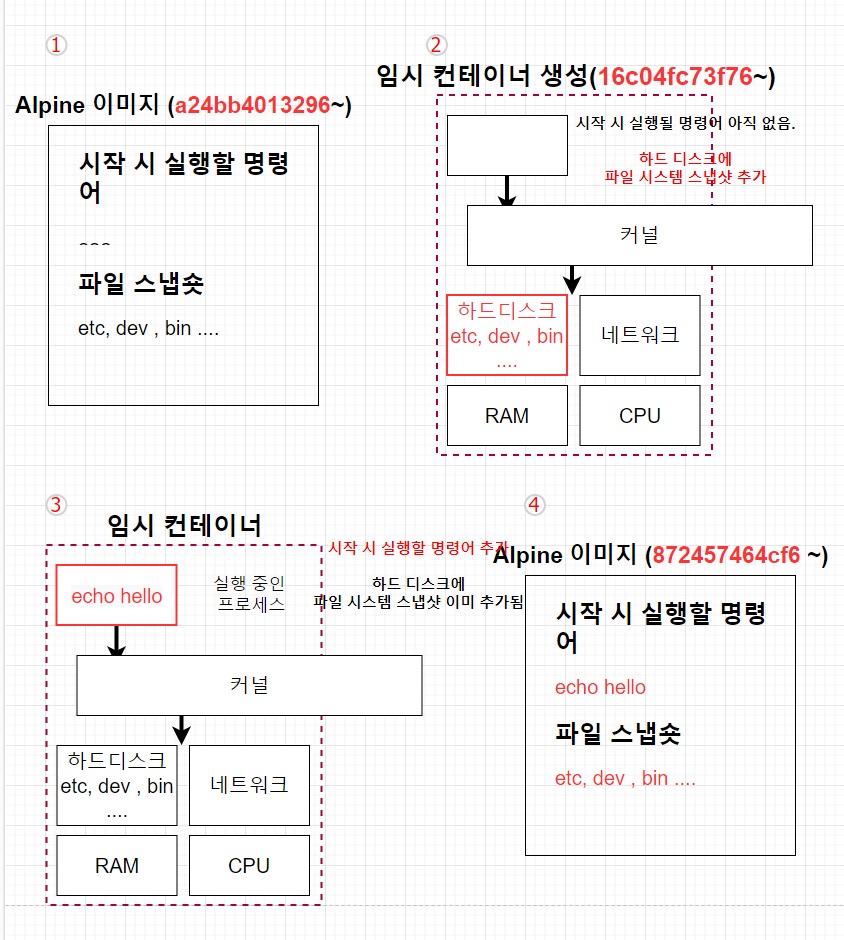 ①
Alpine 이미지 (a24bb4013296~)
시작 시 실행할 명령
어
파일 스냅숏
etc, dev , bin ....
②
임시 컨테이너 생성(16c04fc73f76~)
시작 시 실행될 명령어 아직 없음.
하드 디스크에
파일 시스템 스냅샷 추가
커널
하드디스크
etc, dev , bin
....
네트워크
RAM
CPU
③
임시 컨테이너
시작 시 실행할 명령어 추가
echo hello
실행 중인
프로세스
하드 디스크에
파일 시스템 스냅샷 이미 추가됨
커널
하드디스크
etc, dev , bin
....
네트워크
RAM
CPU
④
Alpine 이미지 (872457464cf6 ~)
시작 시 실행할 명령
어
echo hello
파일 스냅숏
etc, dev , bin ....